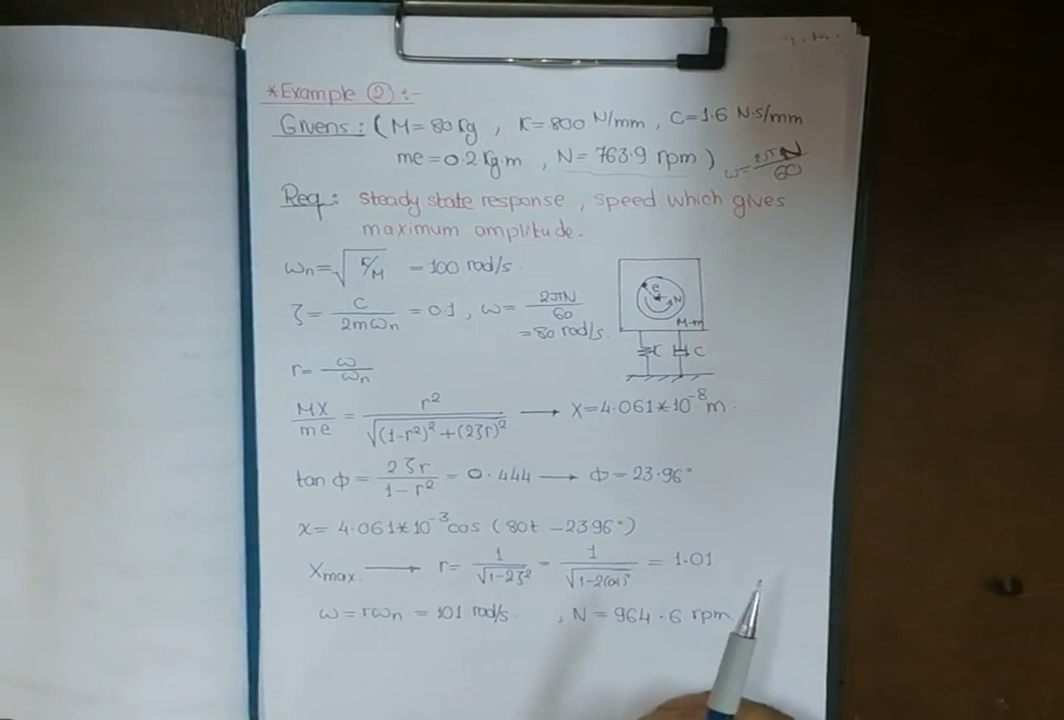 *Example ② :-
Givens : ( M = 80 Kg , K = 800 N/mm , C = 1.6 N.S/mm
me = 0.2 Kg.m , N = 763.9 rpm ) ω = 2πN/60
Req : steady state response , speed which gives
maximum amplitude.
ωn = √(K/M) = 100 rad/s.
ζ = C/(2mωn) = 0.1 , ω = 2πN/60
= 80 rad/s.
e N
M-m
K C
r = ω/ωn
MX/me = r²/√((1-r²)²+(2ζr)²) → X = 4.061*10⁻⁸ m.
tan ϕ = 2ζr/(1-r²) = 0.444 → ϕ = 23.96°
x = 4.061*10⁻³ cos (80t - 2396°)
Xmax. → r = 1/√(1-2ζ²) = 1/√(1-2(0.1)²) = 1.01
ω = rωn = 101 rad/s. , N = 964.6 rpm